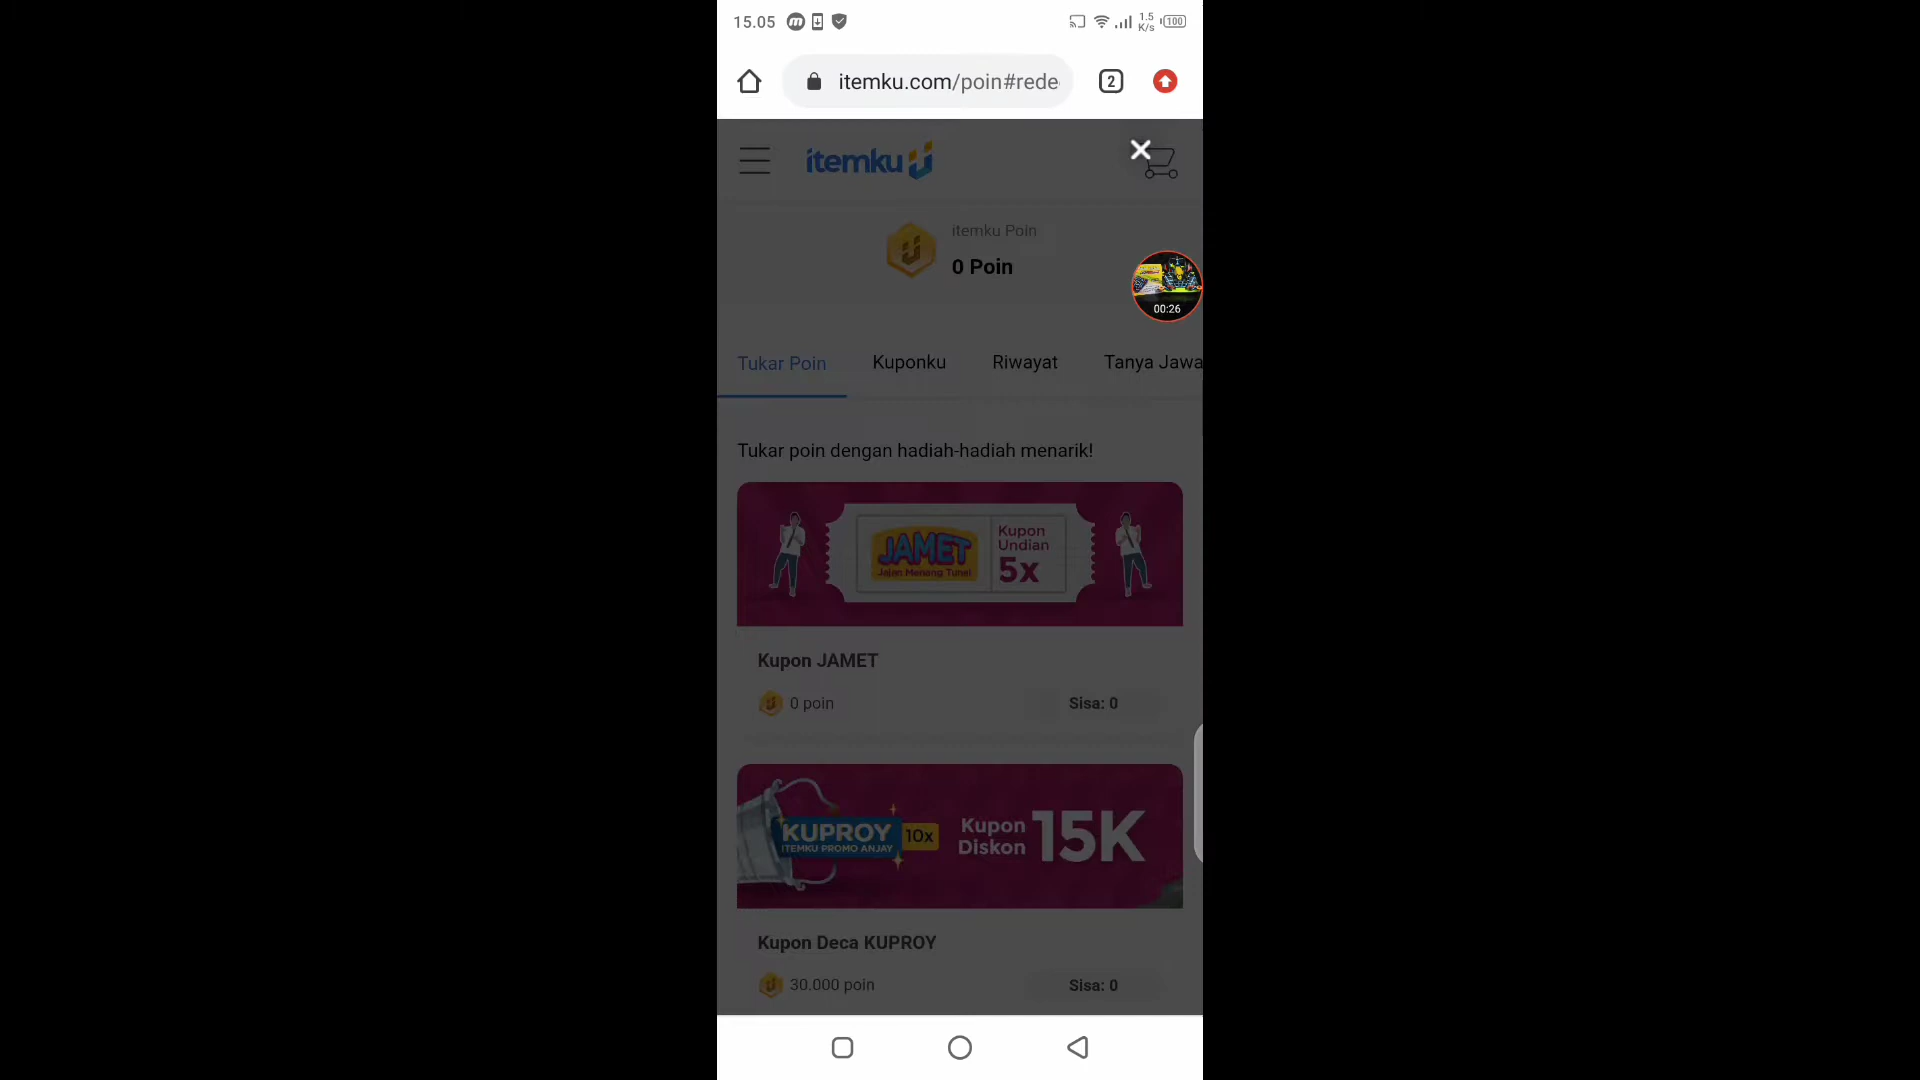 15.05
1.5
K/s
100
itemku.com/poin#rede
2
itemku
itemku Poin
0 Poin
00:26
Tukar Poin
Kuponku
Riwayat
Tanya Jawa
Tukar poin dengan hadiah-hadiah menarik!
JAMET
Jalan Menang Tunai
Kupon
Undian
5x
Kupon JAMET
0 poin
Sisa: 0
KUPROY
ITEMKU PROMO ANJAY
10x
Kupon
Diskon
15K
Kupon Deca KUPROY
30.000 poin
Sisa: 0